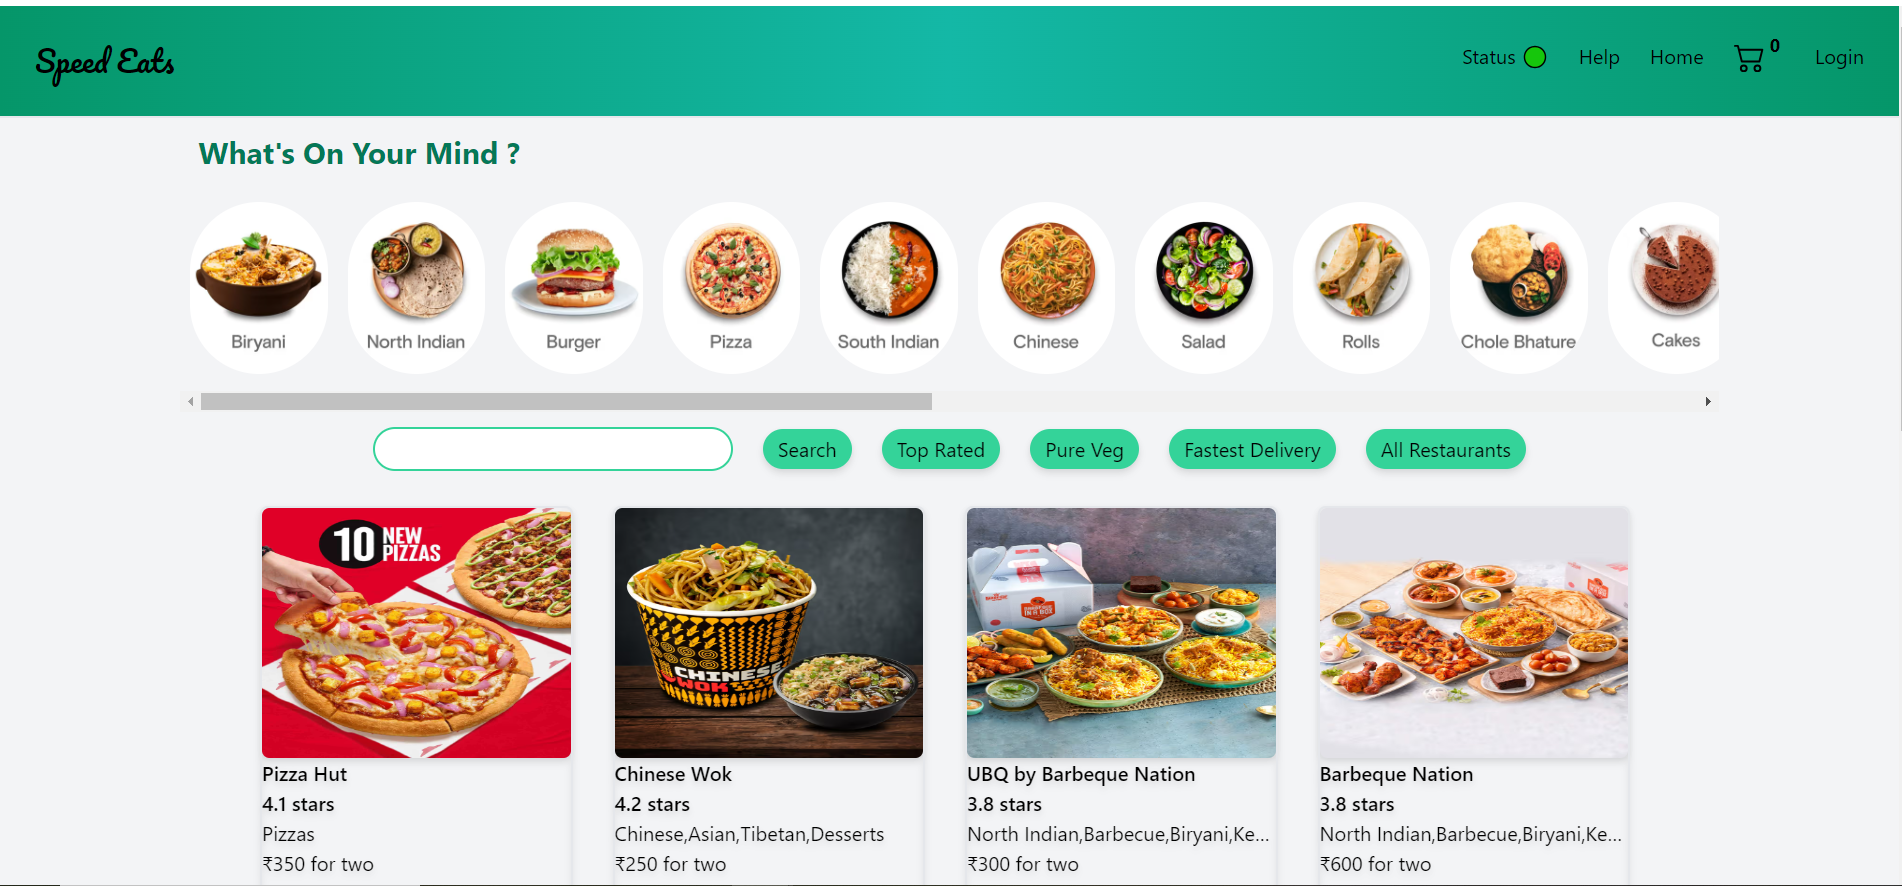 Speed Eats
Status Help Home 0 Login
What's On Your Mind ?
Biryani North Indian Burger Pizza South Indian Chinese Salad Rolls Chole Bhature Cakes
Search Top Rated Pure Veg Fastest Delivery All Restaurants
10 NEW PIZZAS
CHINESE WOK
BARBEQUE IN A BOX
Pizza Hut
4.1 stars
Pizzas
₹350 for two
Chinese Wok
4.2 stars
Chinese,Asian,Tibetan,Desserts
₹250 for two
UBQ by Barbeque Nation
3.8 stars
North Indian,Barbecue,Biryani,Ke...
₹300 for two
Barbeque Nation
3.8 stars
North Indian,Barbecue,Biryani,Ke...
₹600 for two